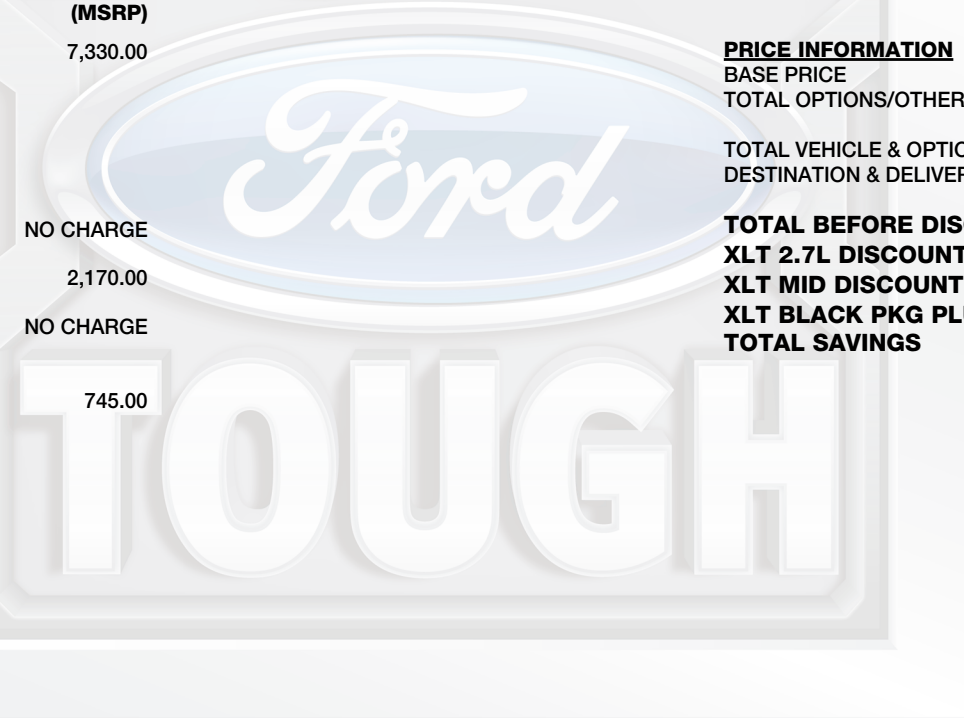 (MSRP)
7,330.00
NO CHARGE
2,170.00
NO CHARGE
745.00
PRICE INFORMATION
BASE PRICE
TOTAL OPTIONS/OTHER
TOTAL VEHICLE & OPTIO
DESTINATION & DELIVER
TOTAL BEFORE DIS
XLT 2.7L DISCOUNT
XLT MID DISCOUNT
XLT BLACK PKG PL
TOTAL SAVINGS
Ford
TOUGH